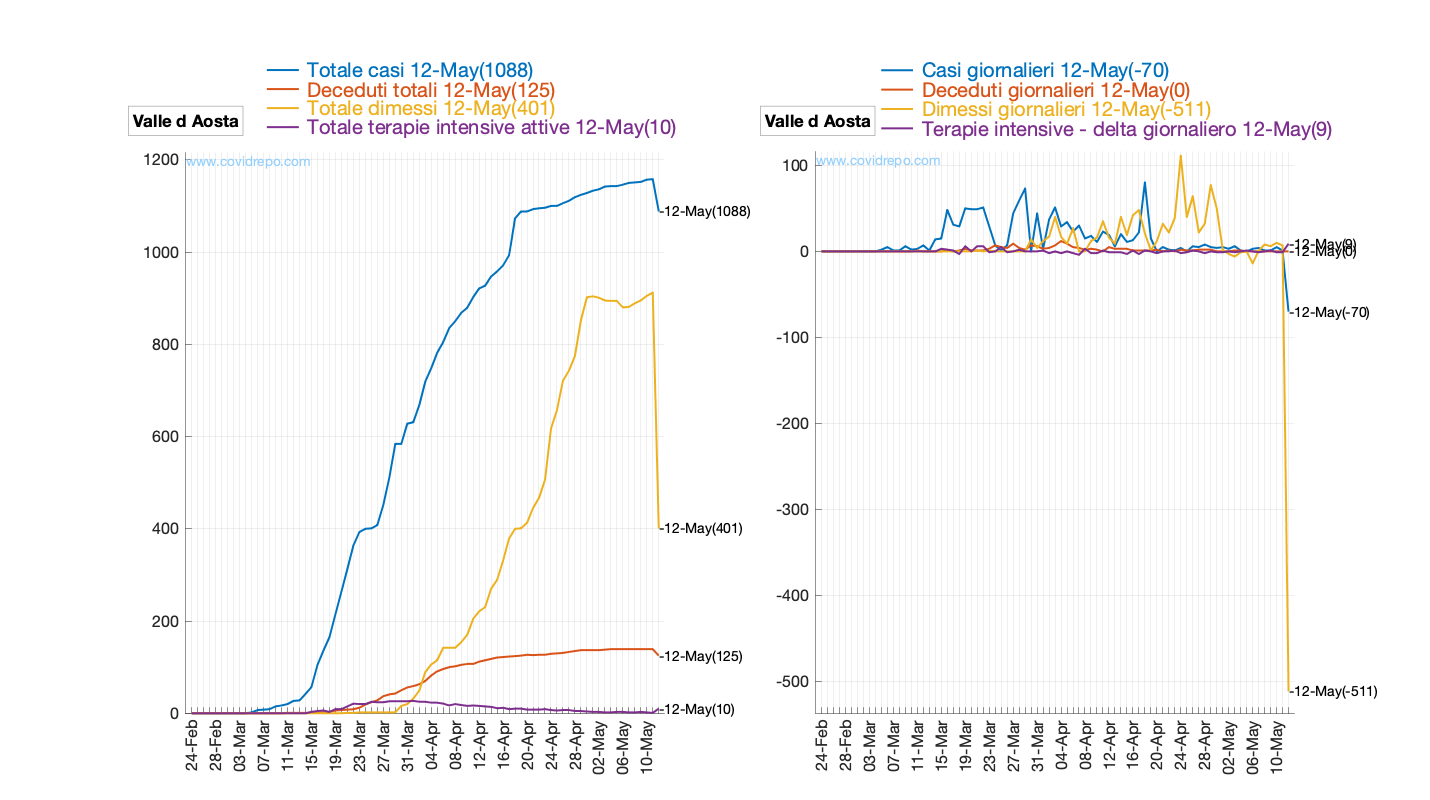 Totale casi 12-May(1088)
Deceduti totali 12-May(125)
Totale dimessi 12-May(401)
Totale terapie intensive attive 12-May(10)
Valle d Aosta
www.covidrepo.com
1200
1000
800
600
400
200
0
-12-May(1088)
-12-May(401)
-12-May(125)
-12-May(10)
24-Feb
28-Feb
03-Mar
07-Mar
11-Mar
15-Mar
19-Mar
23-Mar
27-Mar
31-Mar
04-Apr
08-Apr
12-Apr
16-Apr
20-Apr
24-Apr
28-Apr
02-May
06-May
10-May
Casi giornalieri 12-May(-70)
Deceduti giornalieri 12-May(0)
Dimessi giornalieri 12-May(-511)
Terapie intensive - delta giornaliero 12-May(9)
Valle d Aosta
www.covidrepo.com
100
0
-100
-200
-300
-400
-500
-12-May(9)
-12-May(0)
-12-May(-70)
-12-May(-511)
24-Feb
28-Feb
03-Mar
07-Mar
11-Mar
15-Mar
19-Mar
23-Mar
27-Mar
31-Mar
04-Apr
08-Apr
12-Apr
16-Apr
20-Apr
24-Apr
28-Apr
02-May
06-May
10-May